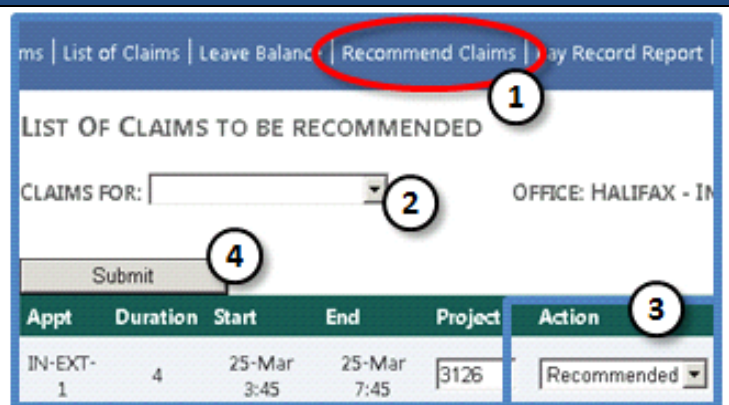 ms | List of Claims | Leave Balanc | Recommend Claims | ay Record Report |
1
LIST OF CLAIMS TO BE RECOMMENDED
CLAIMS FOR: 2 OFFICE: HALIFAX - IN
Submit 4
Appt Duration Start End Project Action 3
IN-EXT- 4 25-Mar 25-Mar 3126 Recommended
1 3:45 7:45